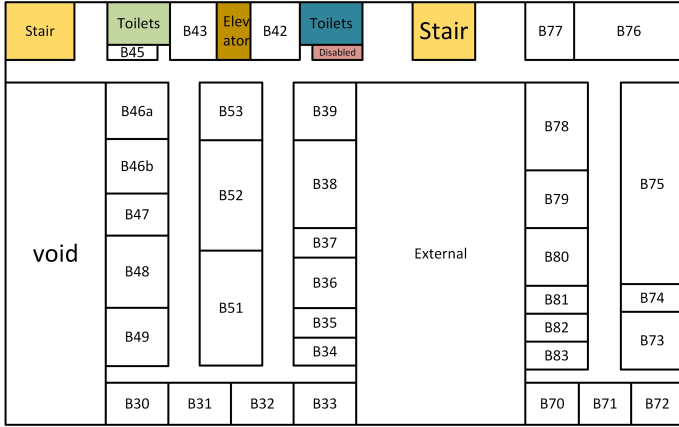 Stair
Toilets
B45
B43
Elev
ator
B42
Toilets
Disabled
Stair
B77
B76
void
B46a
B46b
B47
B48
B49
B53
B52
B51
B39
B38
B37
B36
B35
B34
External
B78
B79
B80
B81
B82
B83
B75
B74
B73
B30
B31
B32
B33
B70
B71
B72